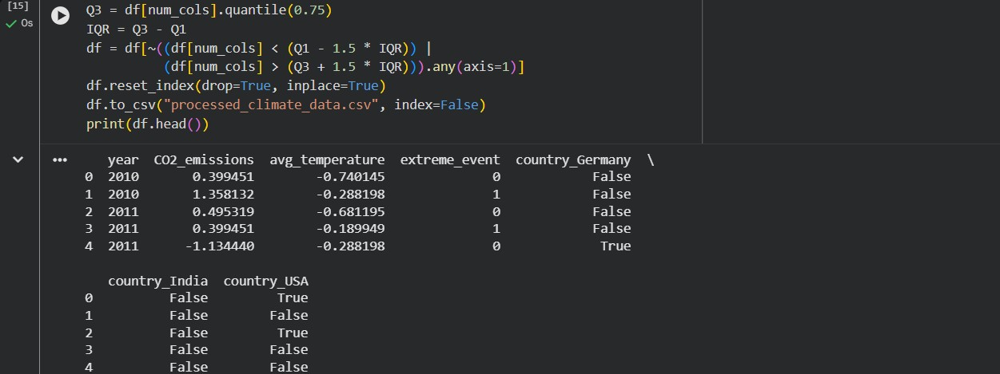 [15]
0s
Q3 = df[num_cols].quantile(0.75)
IQR = Q3 - Q1
df = df[~((df[num_cols] < (Q1 - 1.5 * IQR)) |
          (df[num_cols] > (Q3 + 1.5 * IQR))).any(axis=1)]
df.reset_index(drop=True, inplace=True)
df.to_csv("processed_climate_data.csv", index=False)
print(df.head())
   year  CO2_emissions  avg_temperature  extreme_event  country_Germany  \
0  2010       0.399451        -0.740145              0            False
1  2010       1.358132        -0.288198              1            False
2  2011       0.495319        -0.681195              0            False
3  2011       0.399451        -0.189949              1            False
4  2011      -1.134440        -0.288198              0             True
   country_India  country_USA
0          False         True
1          False        False
2          False         True
3          False        False
4          False        False